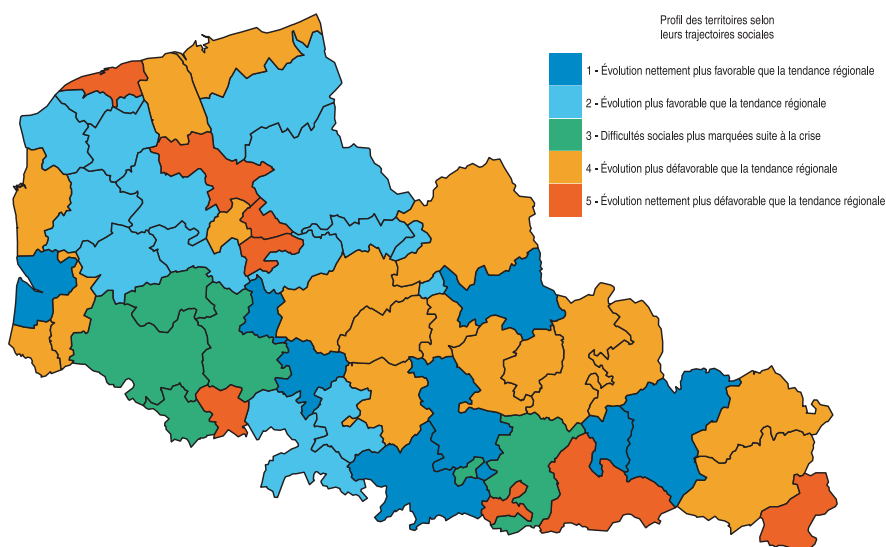 Profil des territoires selon
leurs trajectoires sociales
1 - Évolution nettement plus favorable que la tendance régionale
2 - Évolution plus favorable que la tendance régionale
3 - Difficultés sociales plus marquées suite à la crise
4 - Évolution plus défavorable que la tendance régionale
5 - Évolution nettement plus défavorable que la tendance régionale